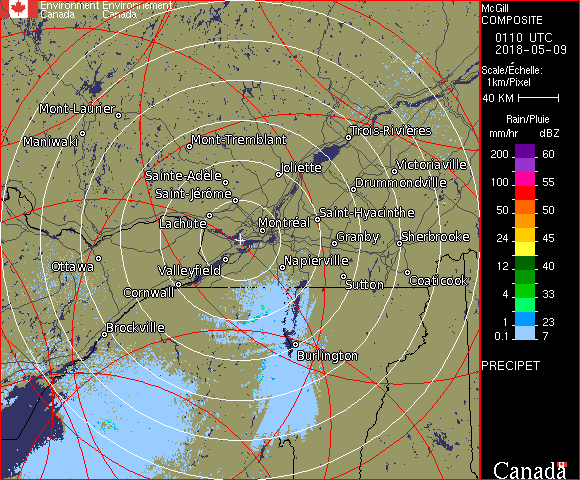 Environment Environnement
Canada Canada
McGill
COMPOSITE
0110 UTC
2018-05-09
Scale/Échelle:
1km/Pixel
40 KM
Rain/Pluie
mm/hr dBZ
200 60
100 55
50 50
24 45
12 40
4 33
1 23
0.1 7
PRECIPET
Canada
Mont-Laurier
Maniwaki
Mont-Tremblant
Trois-Rivières
Sainte-Adèle
Joliette
Victoriaville
Saint-Jérôme
Drummondville
Lachute
Montréal
Saint-Hyacinthe
Granby
Sherbrooke
Ottawa
Valleyfield
Napierville
Cornwall
Sutton
Coaticook
Brockville
Burlington
32